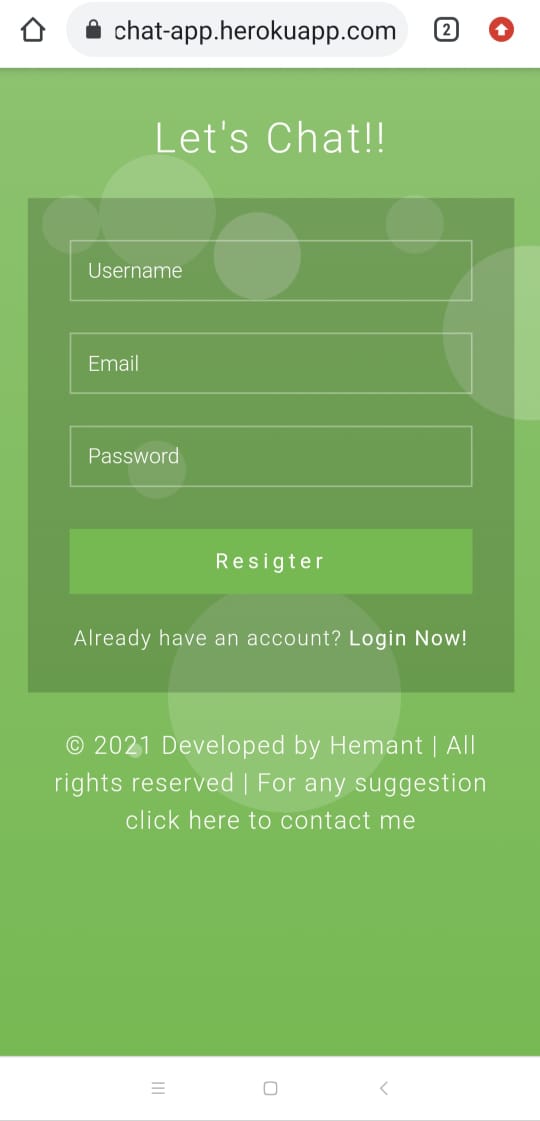 chat-app.herokuapp.com
2
Let's Chat!!
Username
Email
Password
Resigter
Already have an account? Login Now!
© 2021 Developed by Hemant | All
rights reserved | For any suggestion
click here to contact me